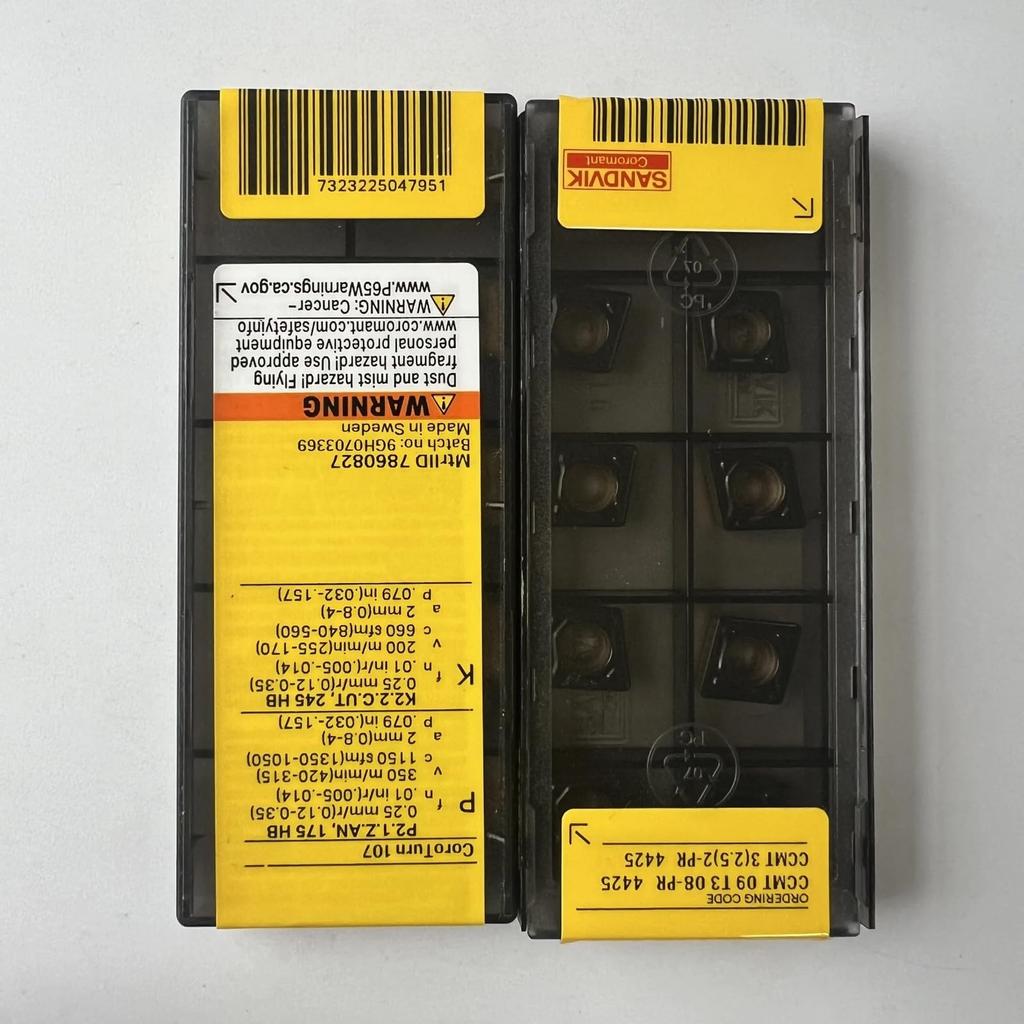 7323225047951
CoroTurn 107
P2.1.Z.AN, 175 HB
P
f
n
0.25 mm/r(0.12-0.35)
.01 in/r(.005-.014)
v
c
350 m/min(420-315)
1150 sfm(1350-1050)
a
p
2 mm(0.8-4)
.079 in(.032-.157)
K2.2.C.UT, 245 HB
K
f
n
0.25 mm/r(0.12-0.35)
.01 in/r(.005-.014)
v
c
200 m/min(255-170)
660 sfm(840-560)
a
p
2 mm(0.8-4)
.079 in(.032-.157)
MtrlID 7860827
Batch no: 9GH0703369
Made in Sweden
WARNING
Dust and mist hazard! Flying
fragment hazard! Use approved
personal protective equipment
www.coromant.com/safetyinfo
WARNING: Cancer-
www.P65Warnings.ca.gov
ORDERING CODE
CCMT 09 T3 08-PR 4425
CCMT 3(2.5)2-PR 4425
07
PC
07
PC
SANDVIK
Coromant